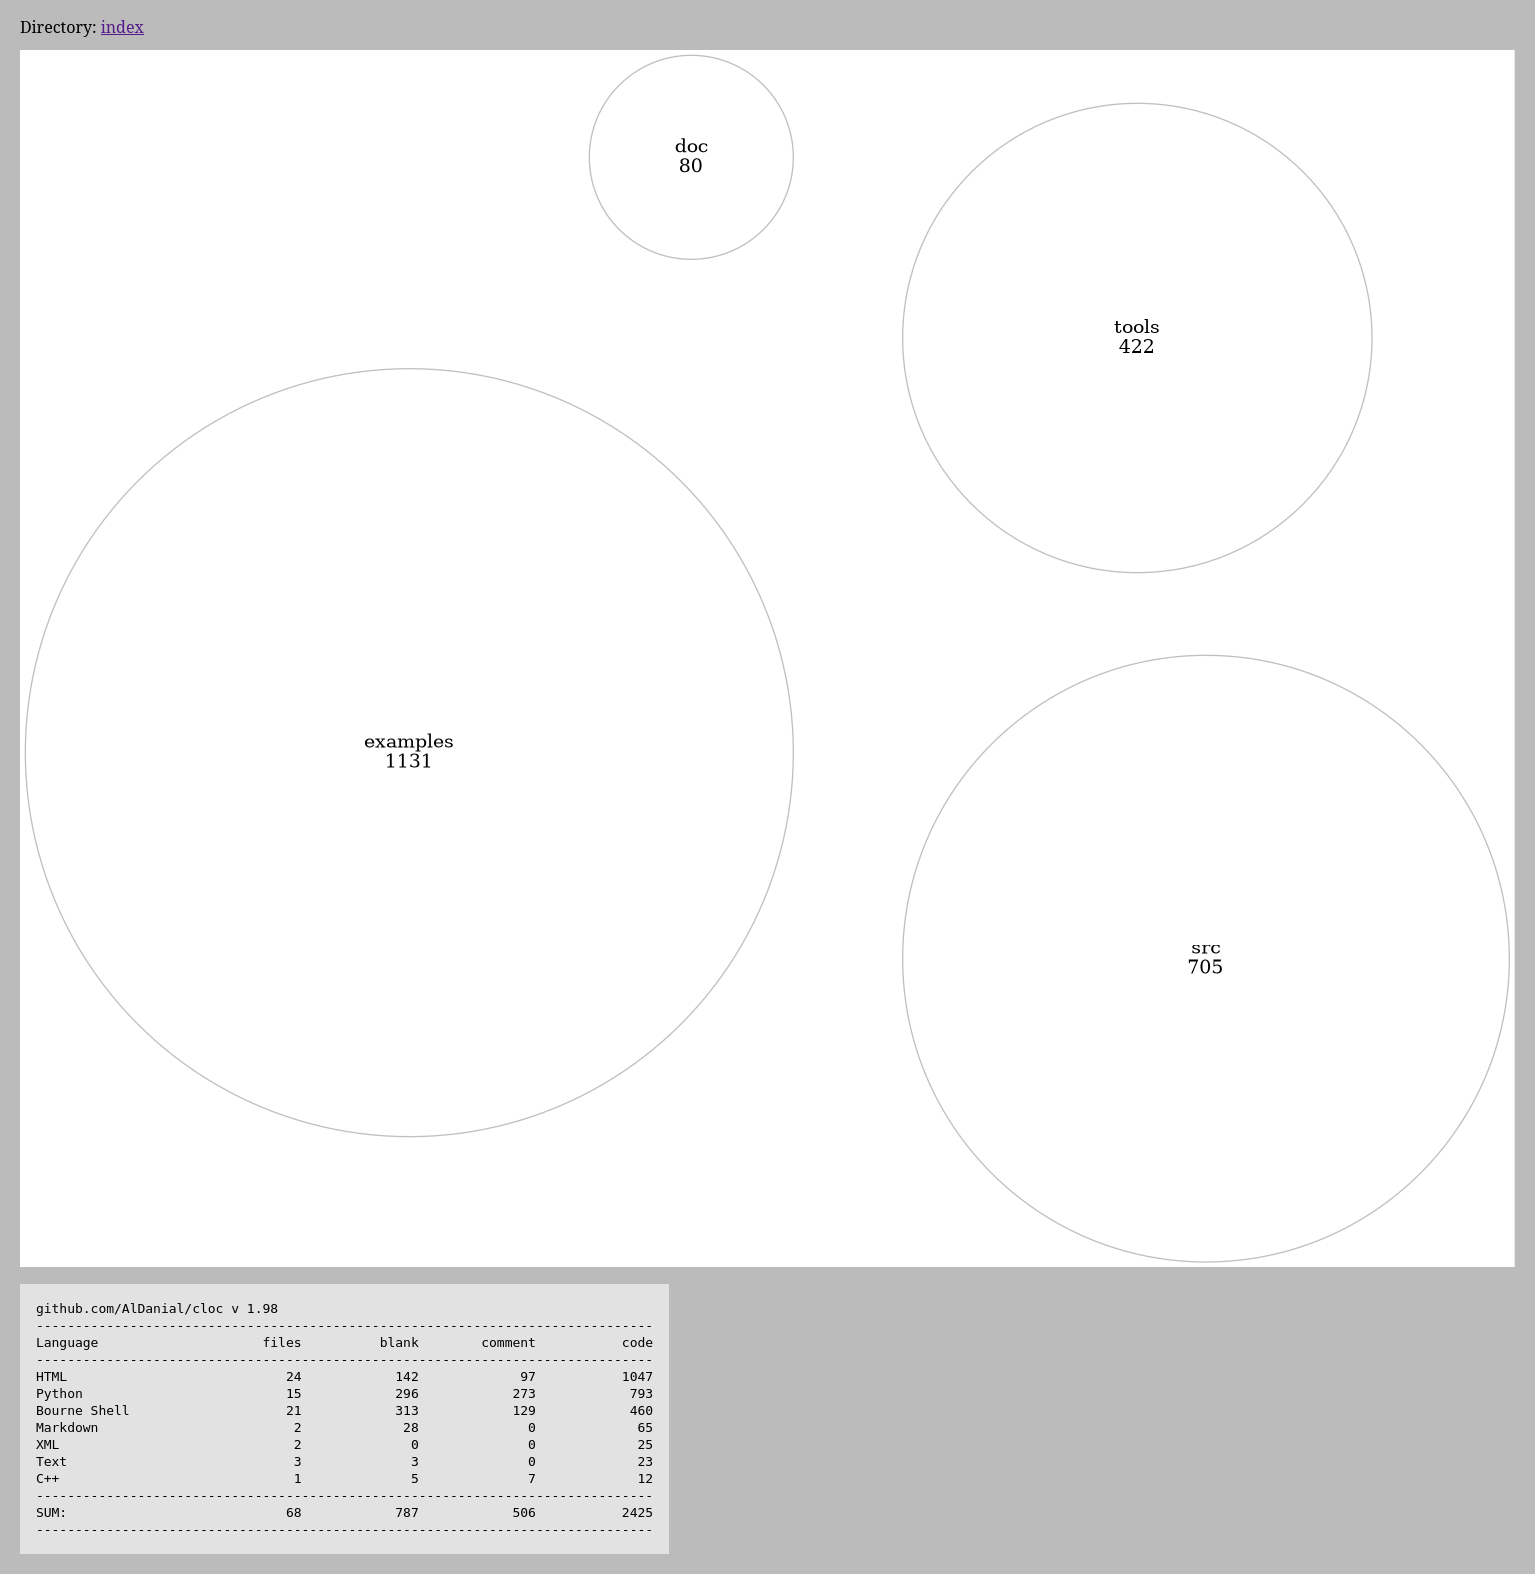 Directory: index
doc
80
tools
422
examples
1131
src
705
github.com/AlDanial/cloc v 1.98
-------------------------------------------------------------------------------
Language                     files          blank        comment           code
-------------------------------------------------------------------------------
HTML                            24            142             97           1047
Python                          15            296            273            793
Bourne Shell                    21            313            129            460
Markdown                         2             28              0             65
XML                              2              0              0             25
Text                             3              3              0             23
C++                              1              5              7             12
-------------------------------------------------------------------------------
SUM:                            68            787            506           2425
-------------------------------------------------------------------------------